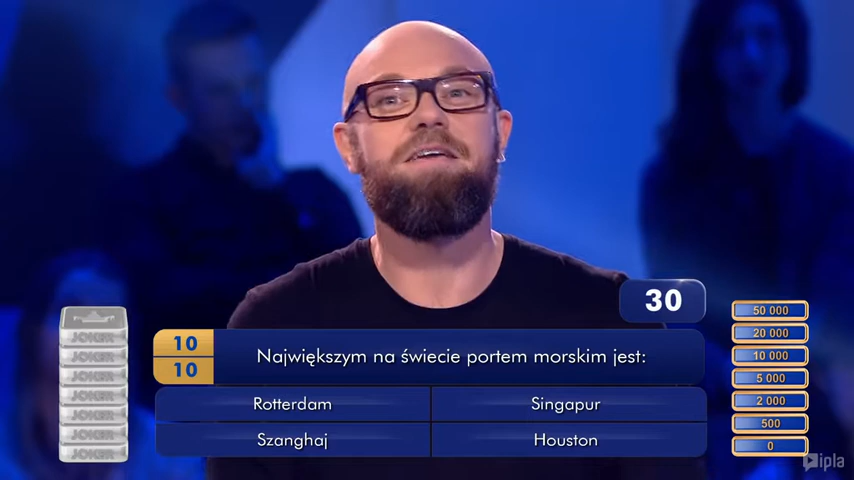 30
10
10
Największym na świecie portem morskim jest:
Rotterdam
Singapur
Szanghaj
Houston
JOKER
JOKER
JOKER
JOKER
JOKER
JOKER
JOKER
50 000
20 000
10 000
5 000
2 000
500
0
ipla